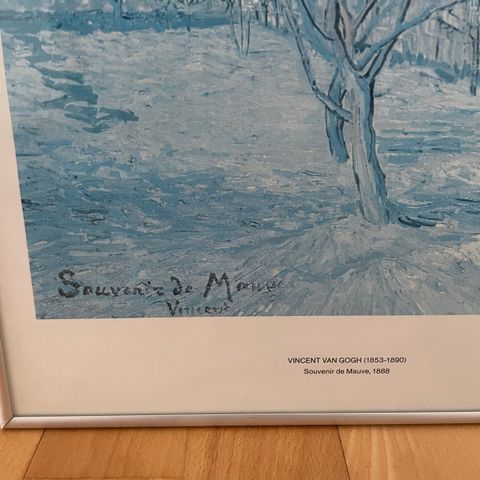 Souvenir de Mauve
Vincent
VINCENT VAN GOGH (1853-1890)
Souvenir de Mauve, 1888